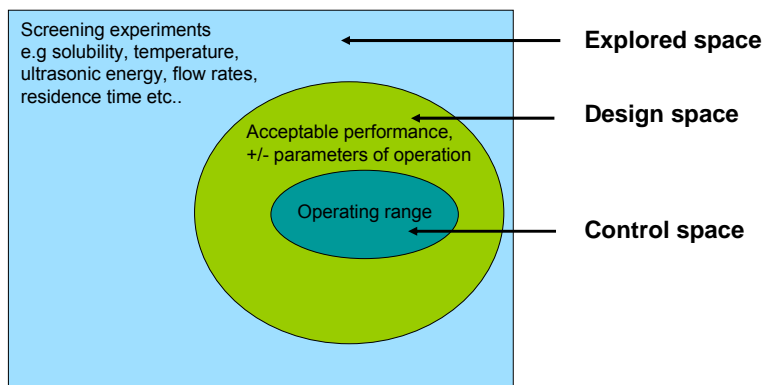 Screening experiments
e.g solubility, temperature,
ultrasonic energy, flow rates,
residence time etc..
Explored space
Design space
Acceptable performance,
+/- parameters of operation
Operating range
Control space